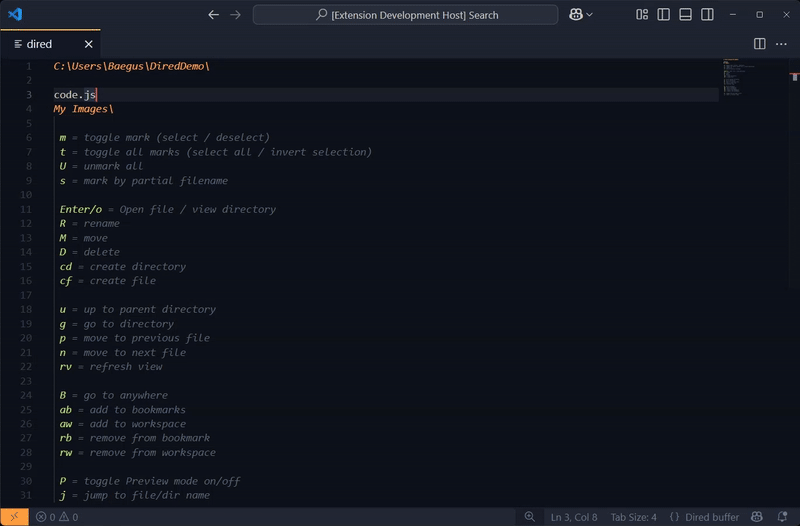 [Extension Development Host] Search
dired
1 C:\Users\Baegus\DiredDemo\
2
3 code.js
4 My Images\
5
6 m = toggle mark (select / deselect)
7 t = toggle all marks (select all / invert selection)
8 U = unmark all
9 s = mark by partial filename
10
11 Enter/o = Open file / view directory
12 R = rename
13 M = move
14 D = delete
15 cd = create directory
16 cf = create file
17
18 u = up to parent directory
19 g = go to directory
20 p = move to previous file
21 n = move to next file
22 rv = refresh view
23
24 B = go to anywhere
25 ab = add to bookmarks
26 aw = add to workspace
27 rb = remove from bookmark
28 rw = remove from workspace
29
30 P = toggle Preview mode on/off
31 j = jump to file/dir name
0 0 Ln 3, Col 8 Tab Size: 4 {} Dired buffer